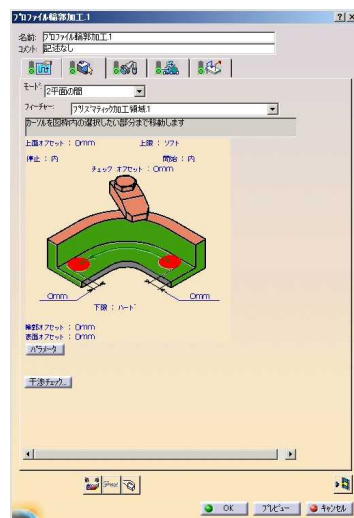 プロファイル輪郭加工.1
名前: プロファイル輪郭加工.1
コメント: 記述なし
モード: 2平面の間
フィーチャー: プリズマティック加工領域.1
カーソルを図枠内の選択したい部分まで移動します
上面オフセット : 0mm 上限 : ソフト
停止 : 内 開始 : 内
チェック オフセット : 0mm
0mm 0mm
下限 : ハード
輪郭オフセット : 0mm
表面オフセット : 0mm
パラメータ
干渉チェック...
OK プレビュー キャンセル